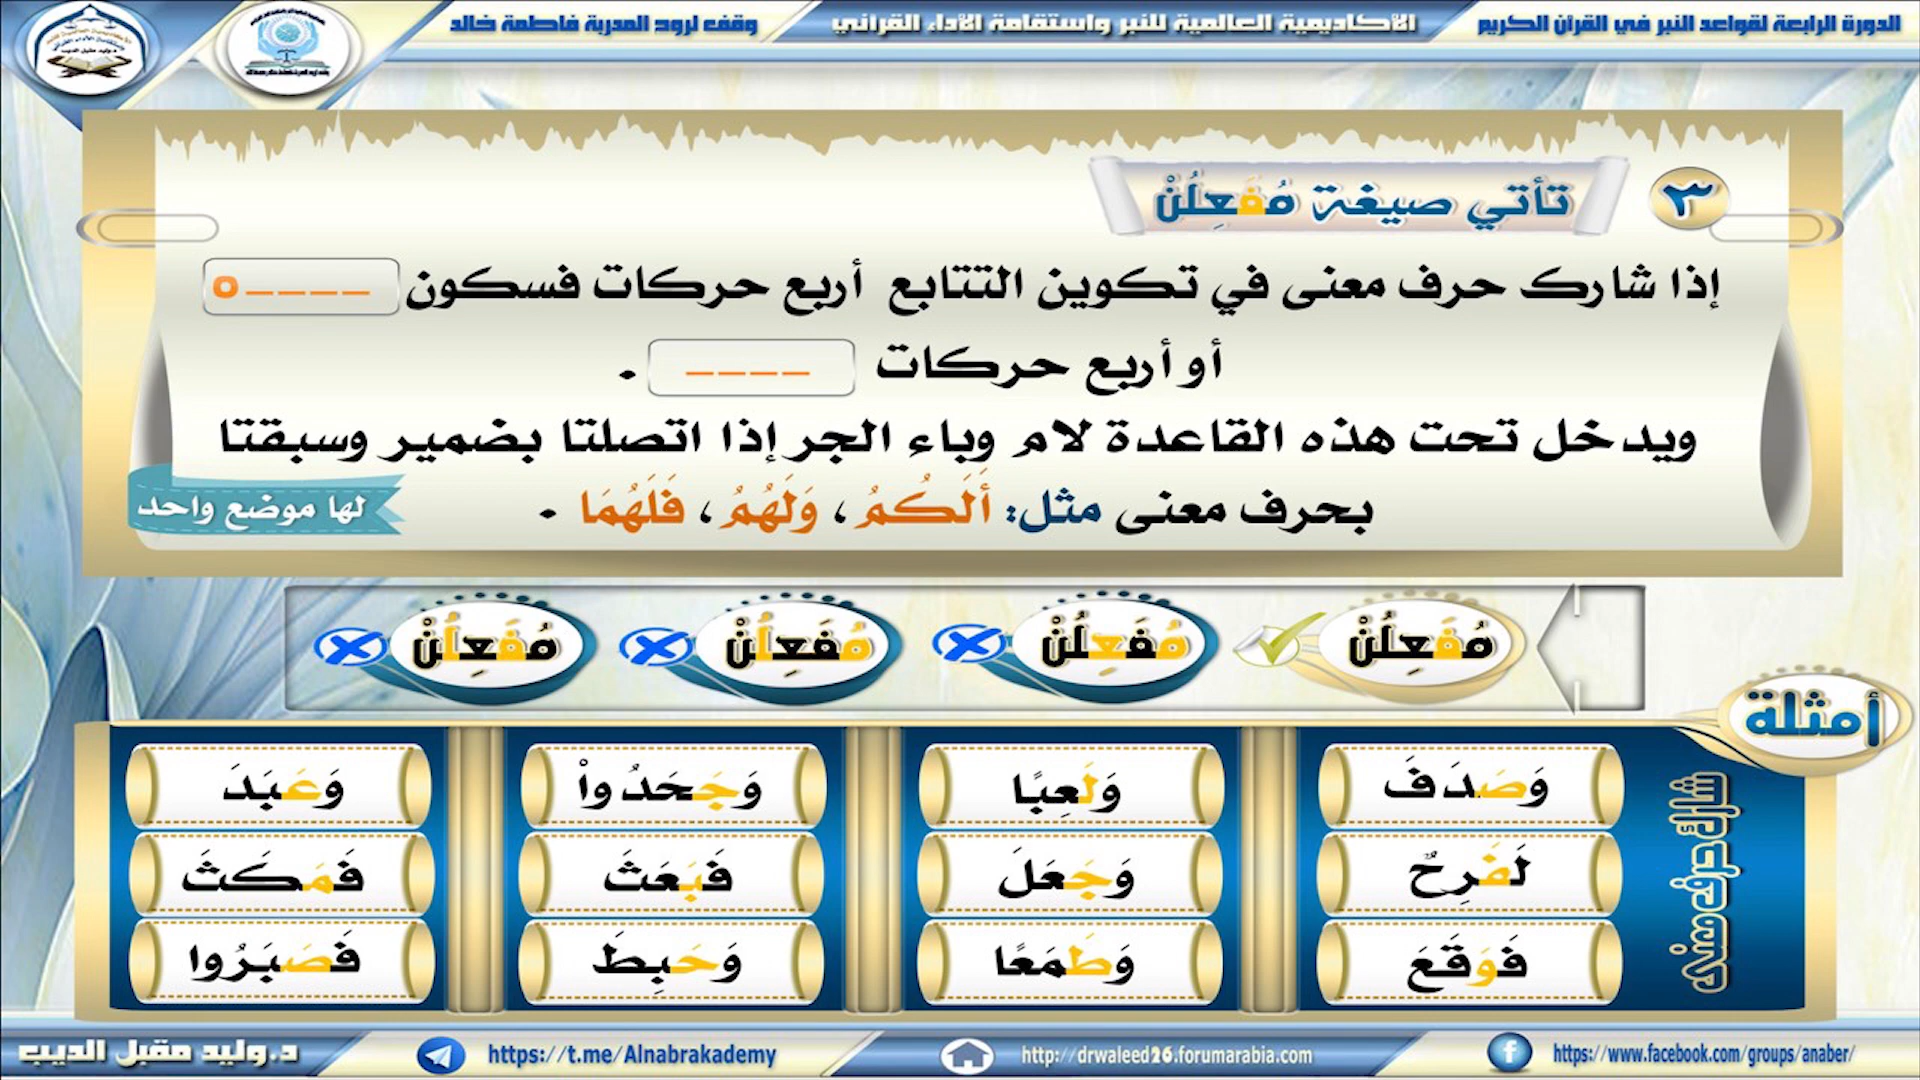 الدورة الرابعة لقواعد النبر في القرآن الكريم
الأكاديمية العالمية للنبر واستقامة الأداء القرآني
وقف لروح المدربة فاطمة خالد
٣
تأتي صيغة مُفَعِلُنْ
إذا شارك حرف معنى في تكوين التتابع أربع حركات فسكون ————ه
أو أربع حركات ———— .
ويدخل تحت هذه القاعدة لام وباء الجر إذا اتصلتا بضمير وسبقتا
بحرف معنى مثل: أَلَكُمُ ، وَلَهُمُ ، فَلَهُمَا .
لها موضع واحد
مُفَعِلُنْ مُفَعِلُنْ مُفَعِلُنْ مُفَعِلُنْ
أمثلة
شارك حرف معنى
وَصَدَفَ وَلَعِبًا وَجَحَدُواْ وَعَبَدَ
لَفَرِحٌ وَجَعَلَ فَبَعَثَ فَمَكَثَ
فَوَقَعَ وَطَمَعًا وَحَبِطَ فَصَبَرُوا
https://www.facebook.com/groups/anaber/
http://drwaleed26.forumarabia.com
https://t.me/Alnabrakademy
د.وليد مقبل الديب